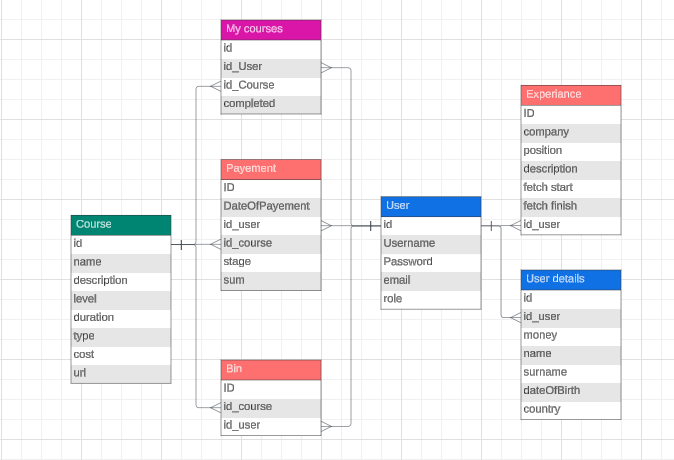 My courses
id
id_User
id_Course
completed
Payement
ID
DateOfPayement
id_user
id_course
stage
sum
Course
id
name
description
level
duration
type
cost
url
Bin
ID
id_course
id_user
User
id
Username
Password
email
role
Experiance
ID
company
position
description
fetch start
fetch finish
id_user
User details
id
id_user
money
name
surname
dateOfBirth
country